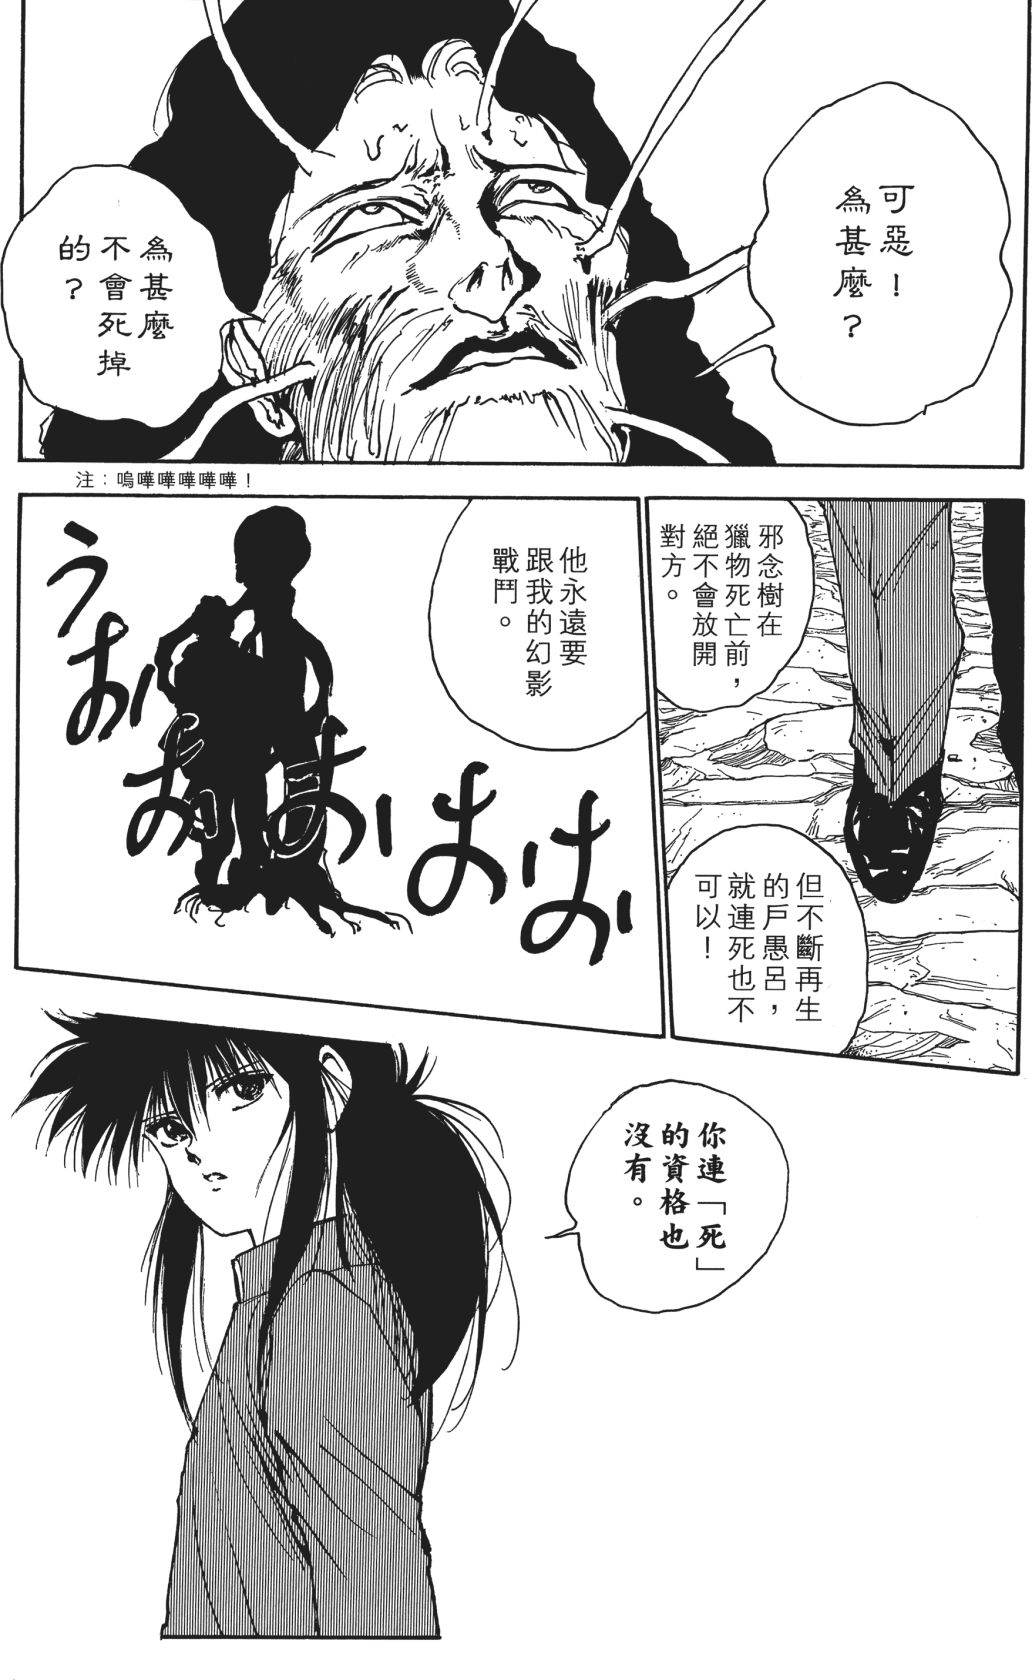 可惡！
為甚麼？
為甚麼
不會死掉
的？
注：嗚嘩嘩嘩嘩嘩！
邪念樹在
獵物死亡前，
絕不會放開
對方。
但不斷再生
的戶愚呂，
就連死也不
可以！
他永遠要
跟我的幻影
戰鬥。
うおおおおお
你連「死」
的資格也
沒有。